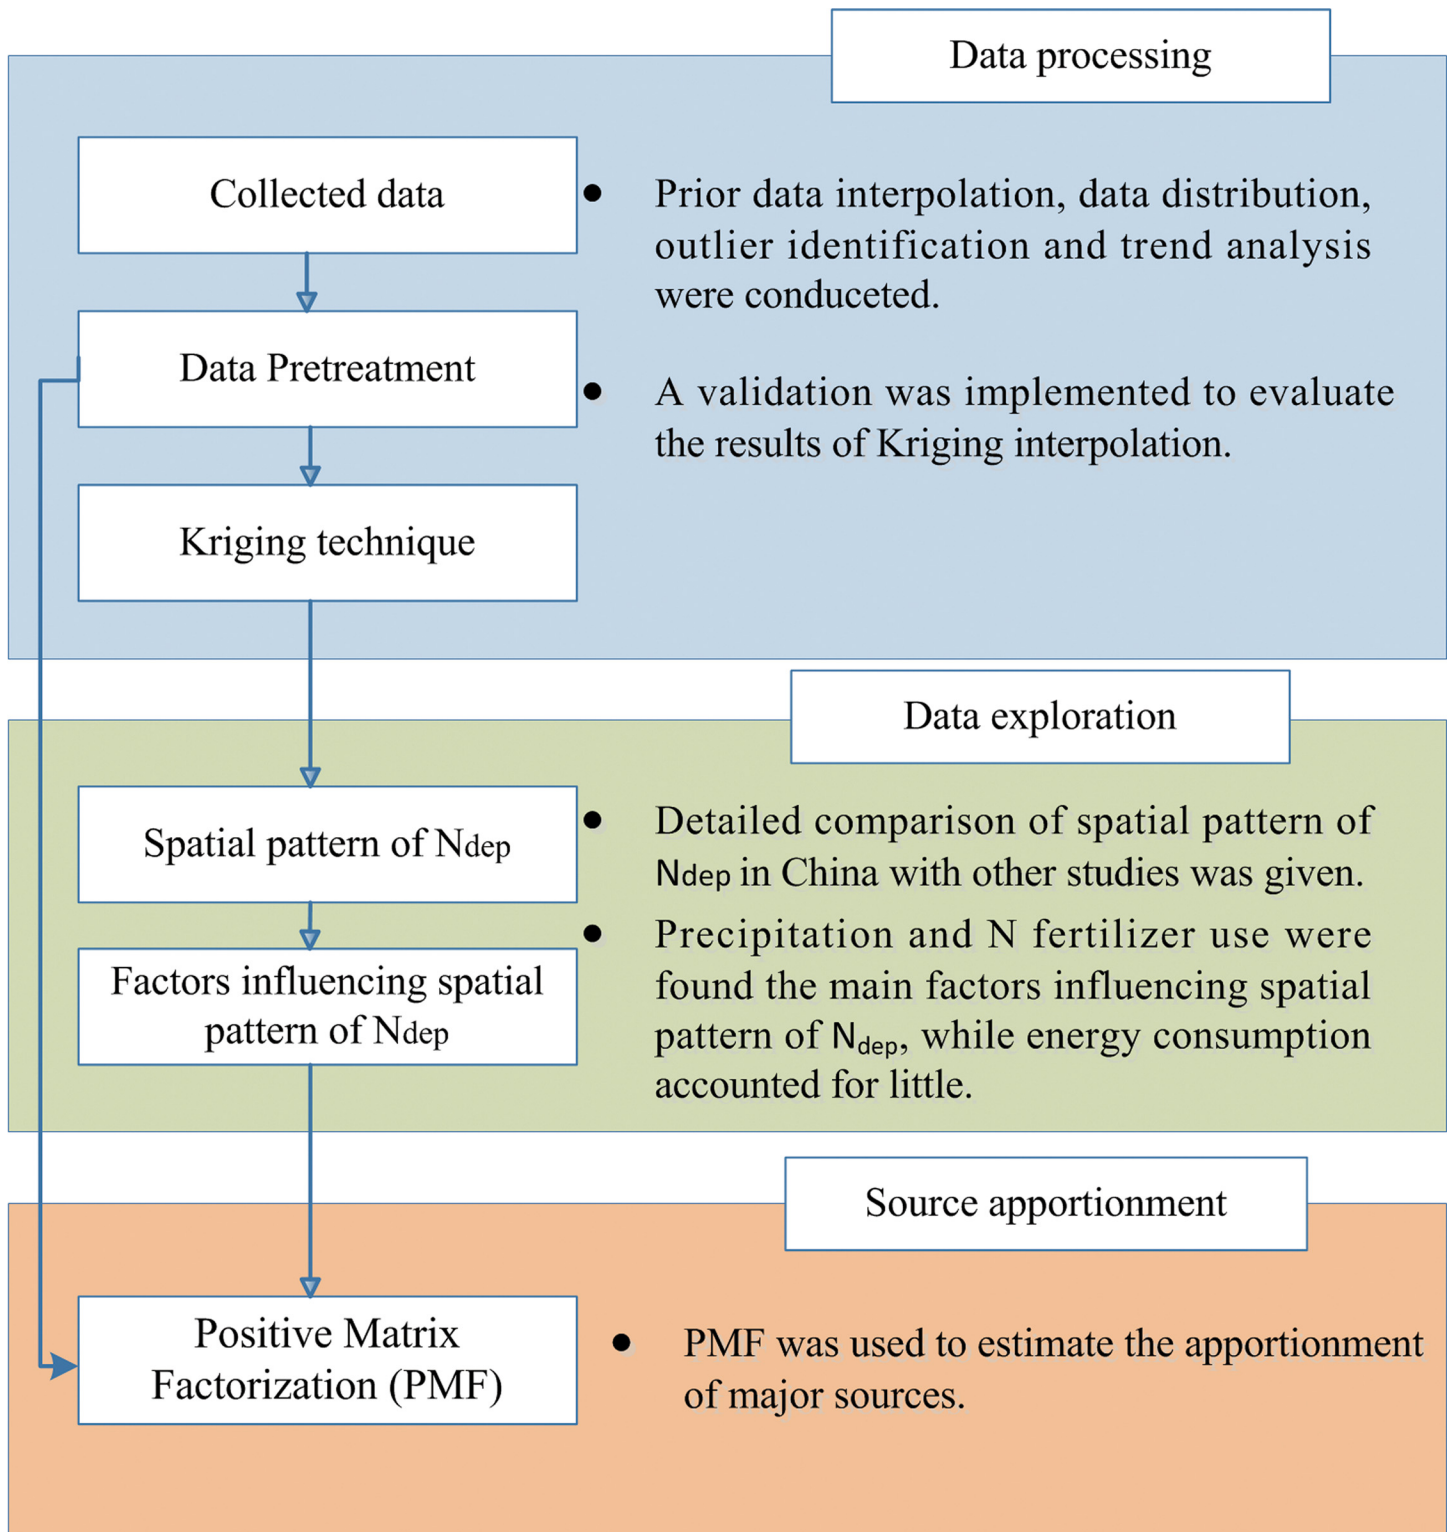 Data processing
Collected data
● Prior data interpolation, data distribution,
outlier identification and trend analysis
were conduceted.
Data Pretreatment
● A validation was implemented to evaluate
the results of Kriging interpolation.
Kriging technique
Data exploration
Spatial pattern of Ndep
● Detailed comparison of spatial pattern of
Ndep in China with other studies was given.
Factors influencing spatial
pattern of Ndep
● Precipitation and N fertilizer use were
found the main factors influencing spatial
pattern of Ndep, while energy consumption
accounted for little.
Source apportionment
Positive Matrix
Factorization (PMF)
● PMF was used to estimate the apportionment
of major sources.